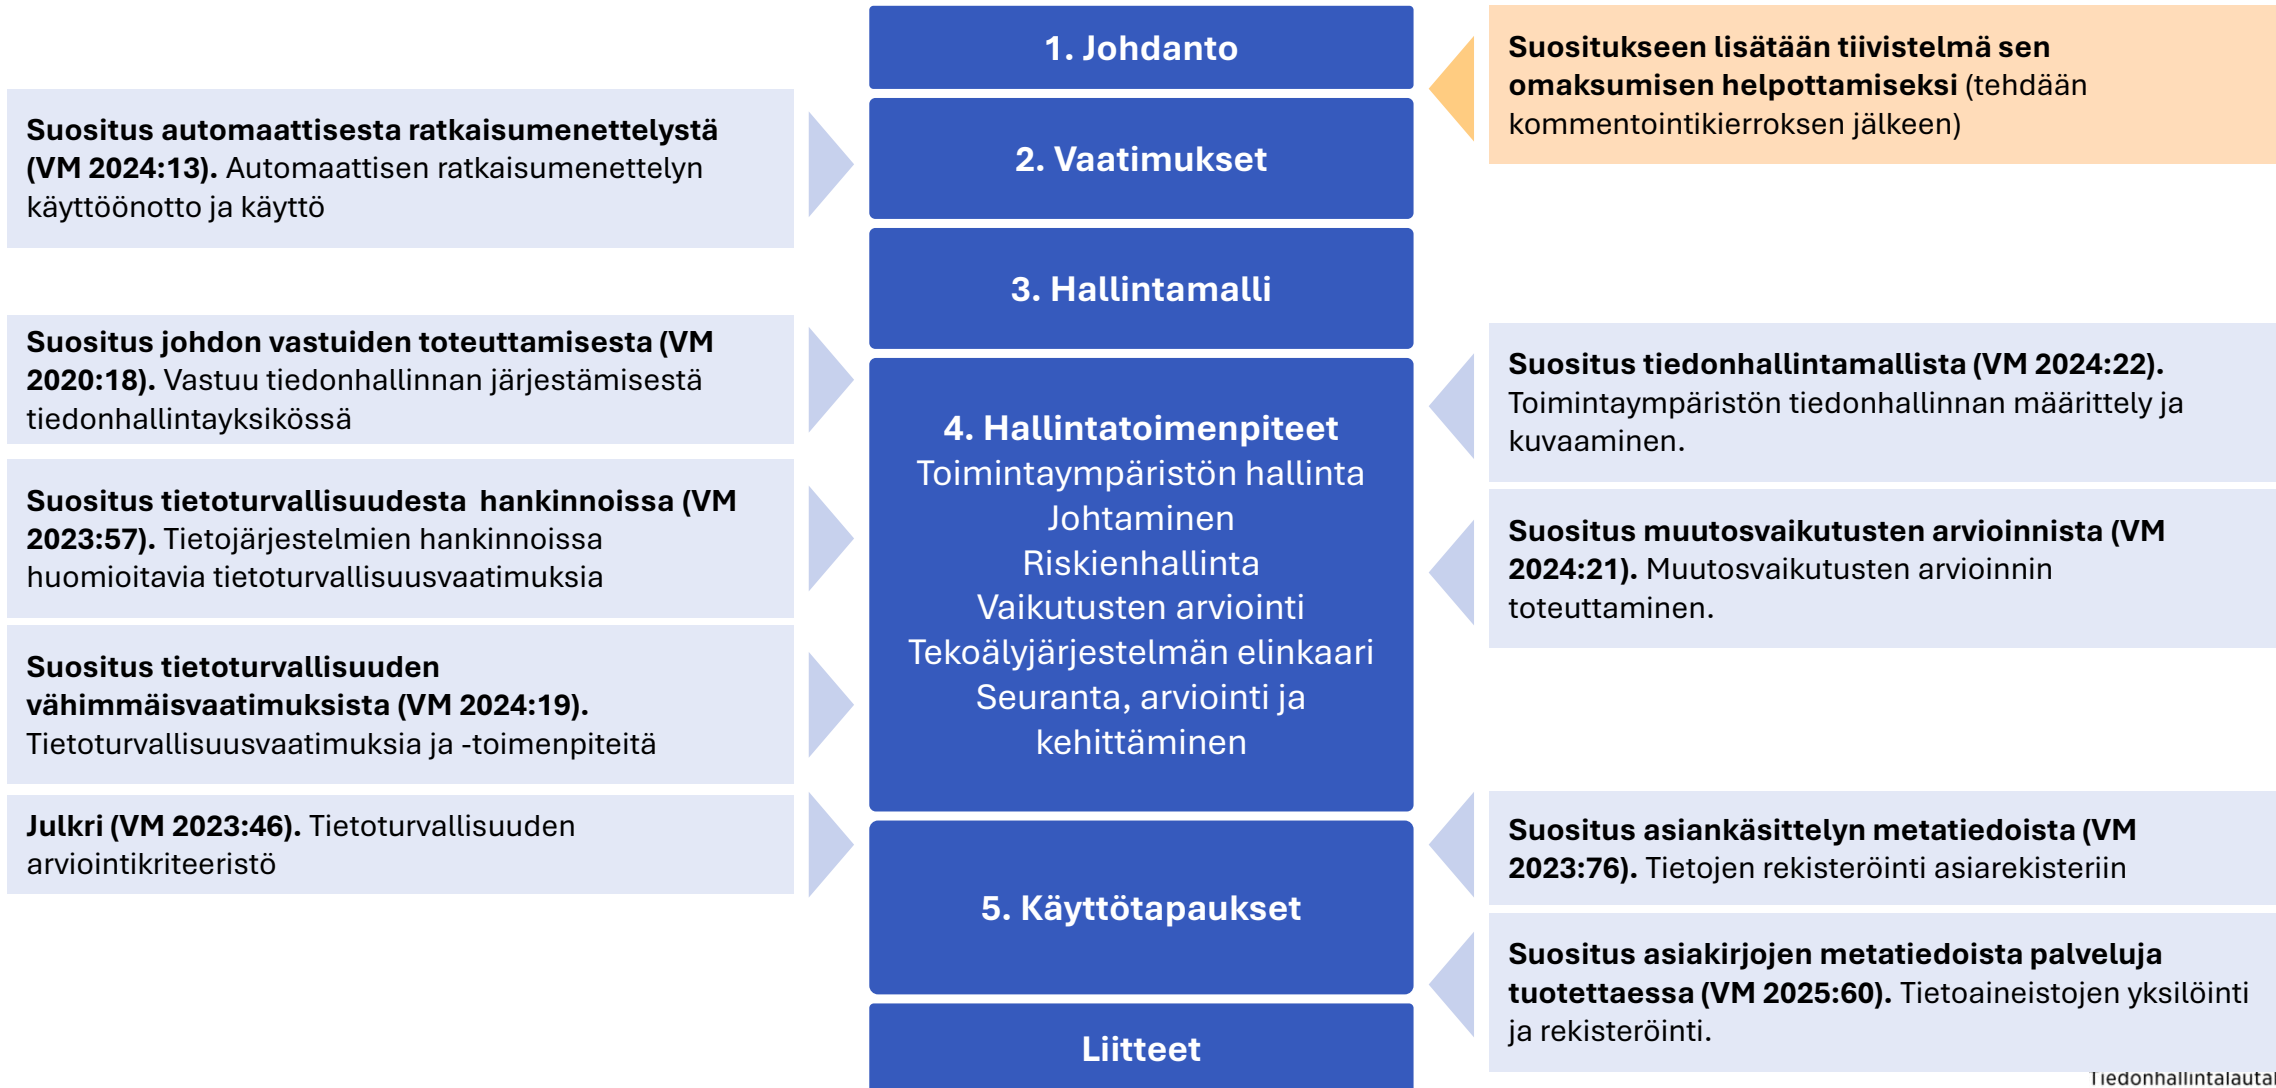 1. Johdanto
2. Vaatimukset
3. Hallintamalli
4. Hallintatoimenpiteet
Toimintaympäristön hallinta
Johtaminen
Riskienhallinta
Vaikutusten arviointi
Tekoälyjärjestelmän elinkaari
Seuranta, arviointi ja
kehittäminen
5. Käyttötapaukset
Liitteet
Suositus automaattisesta ratkaisumenettelystä
(VM 2024:13). Automaattisen ratkaisumenettelyn
käyttöönotto ja käyttö
Suositus johdon vastuiden toteuttamisesta (VM
2020:18). Vastuu tiedonhallinnan järjestämisestä
tiedonhallintayksikössä
Suositus tietoturvallisuudesta hankinnoissa (VM
2023:57). Tietojärjestelmien hankinnoissa
huomioitavia tietoturvallisuusvaatimuksia
Suositus tietoturvallisuuden
vähimmäisvaatimuksista (VM 2024:19).
Tietoturvallisuusvaatimuksia ja -toimenpiteitä
Julkri (VM 2023:46). Tietoturvallisuuden
arviointikriteeristö
Suositukseen lisätään tiivistelmä sen
omaksumisen helpottamiseksi (tehdään
kommentointikierroksen jälkeen)
Suositus tiedonhallintamallista (VM 2024:22).
Toimintaympäristön tiedonhallinnan määrittely ja
kuvaaminen.
Suositus muutosvaikutusten arvioinnista (VM
2024:21). Muutosvaikutusten arvioinnin
toteuttaminen.
Suositus asiankäsittelyn metatiedoista (VM
2023:76). Tietojen rekisteröinti asiarekisteriin
Suositus asiakirjojen metatiedoista palveluja
tuotettaessa (VM 2025:60). Tietoaineistojen yksilöinti
ja rekisteröinti.